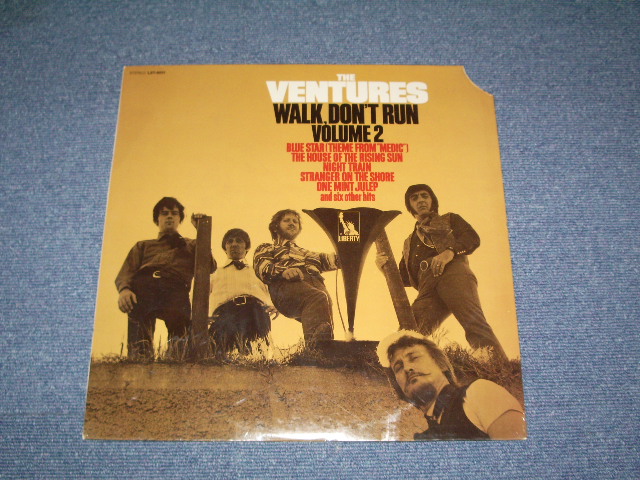 STEREO
THE
VENTURES
WALK, DON'T RUN
VOLUME 2
BLUE STAR (THEME FROM "MEDIC")
THE HOUSE OF THE RISING SUN
NIGHT TRAIN
STRANGER ON THE SHORE
ONE MINT JULEP
and six other hits
LIBERTY